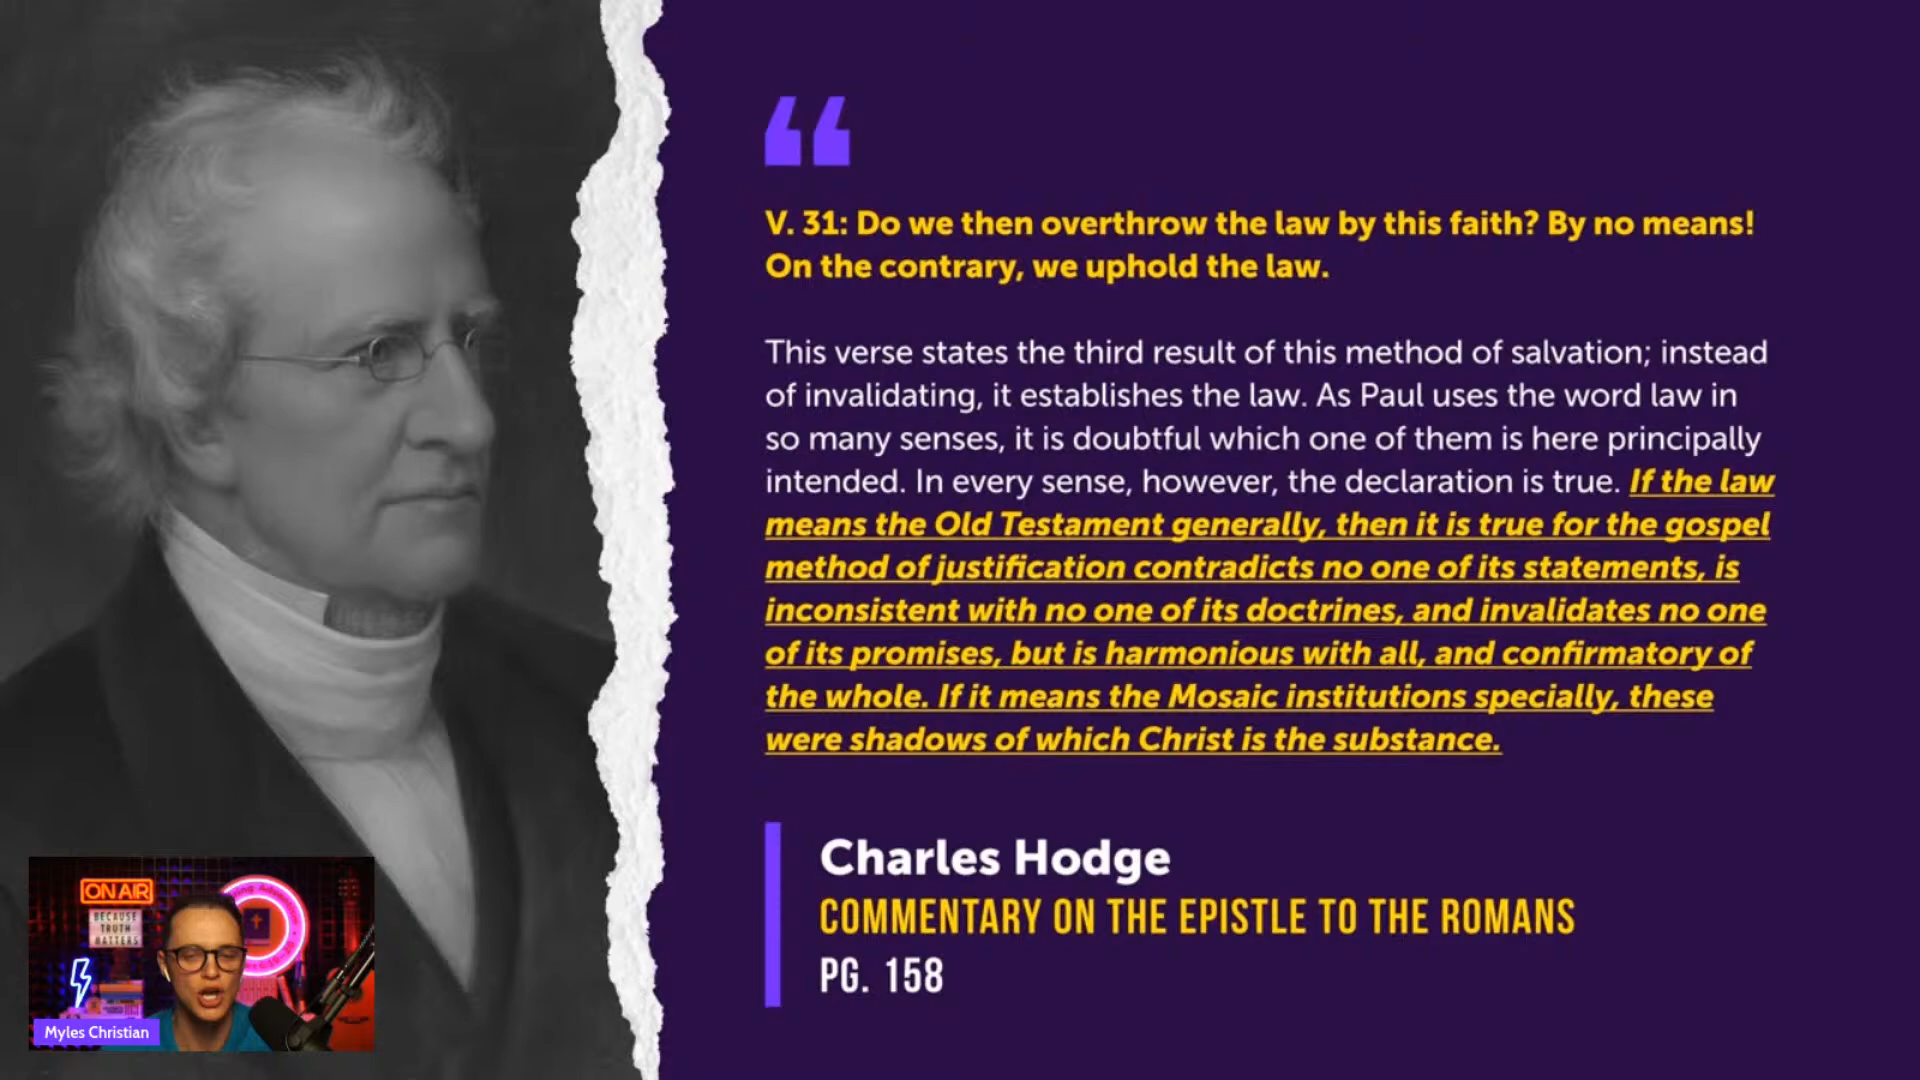 V. 31: Do we then overthrow the law by this faith? By no means!
On the contrary, we uphold the law.
This verse states the third result of this method of salvation; instead
of invalidating, it establishes the law. As Paul uses the word law in
so many senses, it is doubtful which one of them is here principally
intended. In every sense, however, the declaration is true. If the law
means the Old Testament generally, then it is true for the gospel
method of justification contradicts no one of its statements, is
inconsistent with no one of its doctrines, and invalidates no one
of its promises, but is harmonious with all, and confirmatory of
the whole. If it means the Mosaic institutions specially, these
were shadows of which Christ is the substance.
Charles Hodge
COMMENTARY ON THE EPISTLE TO THE ROMANS
PG. 158
ON AIR
BECAUSE
TRUTH
MATTERS
Myles Christian